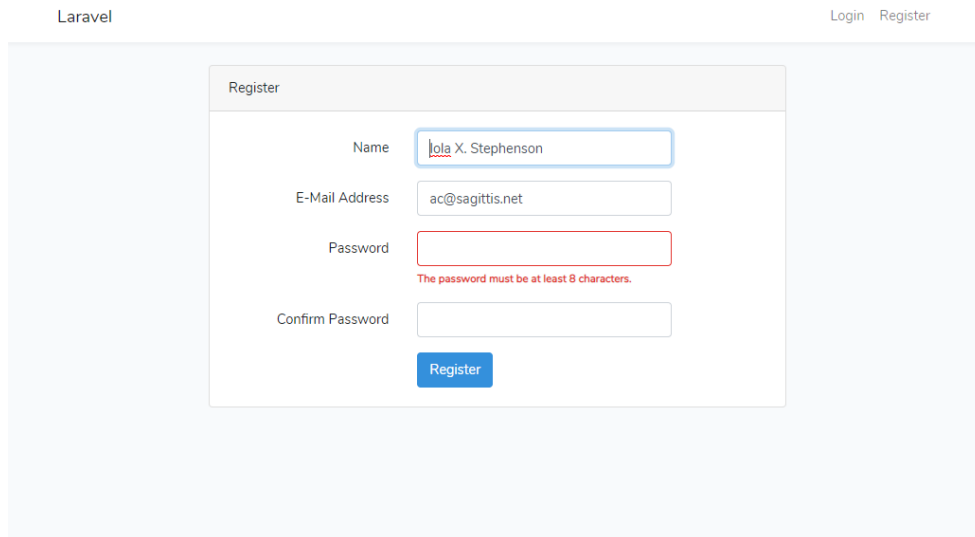 Laravel Login Register
Register
Name Iola X. Stephenson
E-Mail Address ac@sagittis.net
Password
The password must be at least 8 characters.
Confirm Password
Register